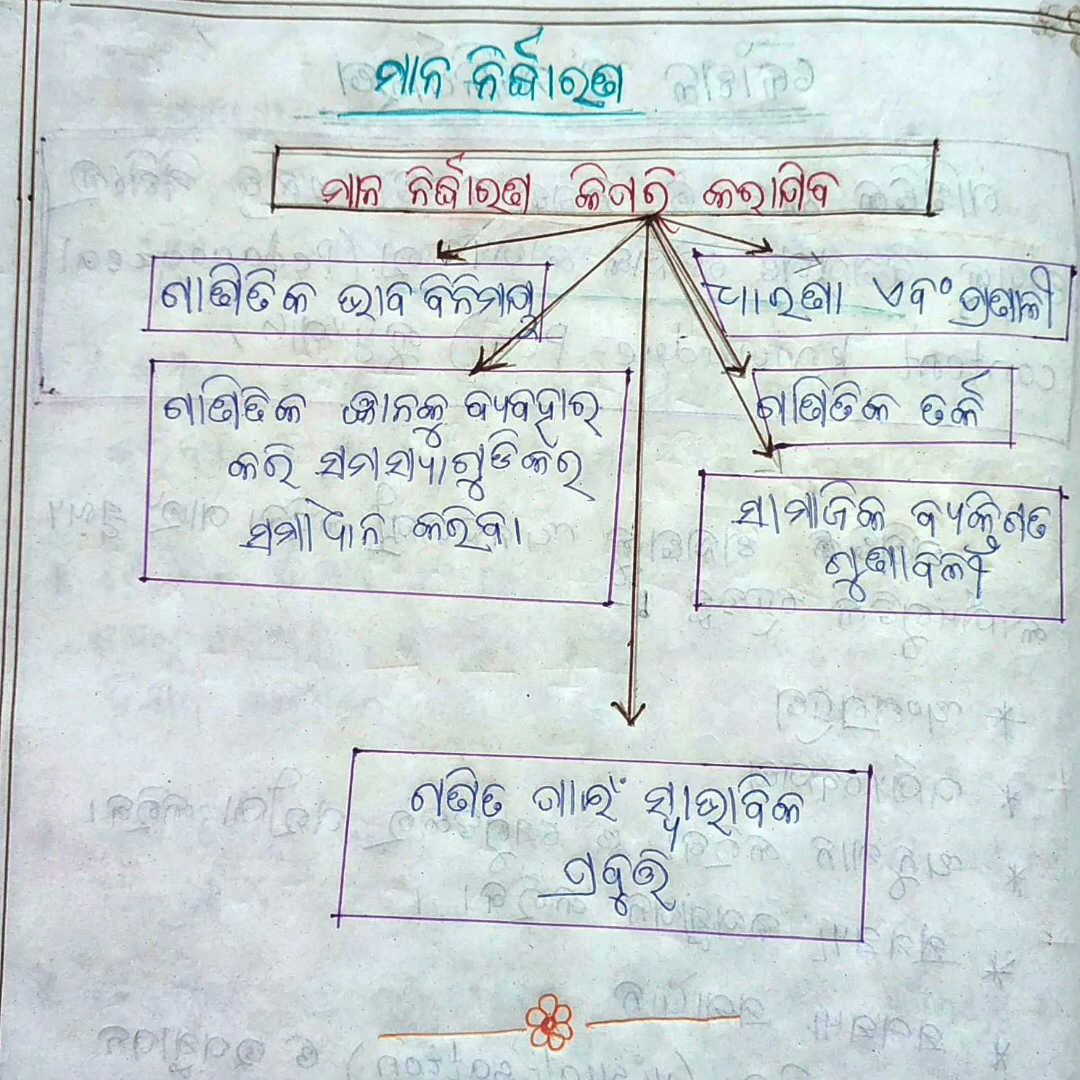 ମାନ ନିର୍ଦ୍ଧାରଣ
ମାନ ନିର୍ଦ୍ଧାରଣ କିପରି କରାଯିବ
ଗାଣିତିକ ଭାବ ବିନିମୟ
ଧାରଣା ଏବଂ ପ୍ରଣାଳୀ
ଗାଣିତିକ ଜ୍ଞାନକୁ ବ୍ୟବହାର
କରି ସମସ୍ୟାଗୁଡିକର
ସମାଧାନ କରିବା
ଗାଣିତିକ ତର୍କ
ସାମାଜିକ ବ୍ୟକ୍ତିଗତ
ଗୁଣାବଳୀ
ଗଣିତ ପାଇଁ ସ୍ୱାଭାବିକ
ପ୍ରବୃତ୍ତି